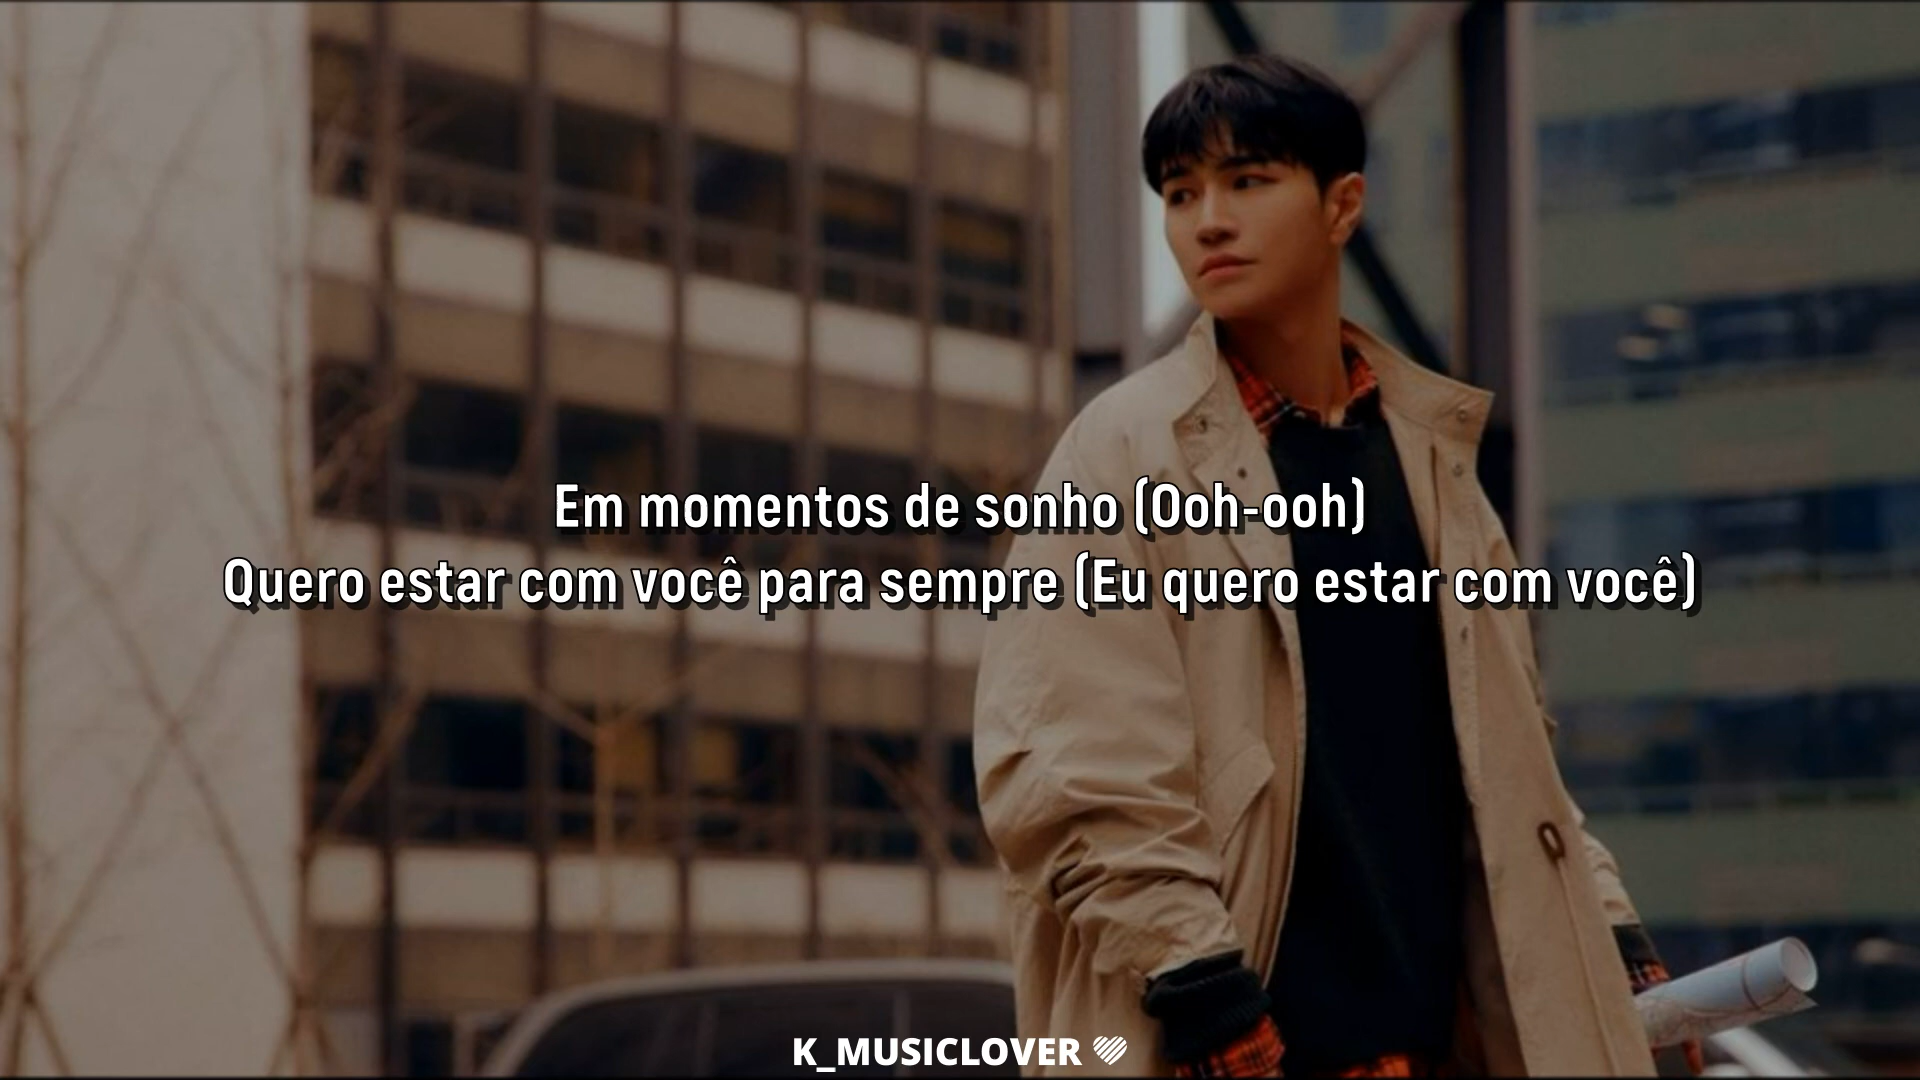 Em momentos de sonho (Ooh-ooh)
Quero estar com você para sempre (Eu quero estar com você)
K_MUSICLOVER